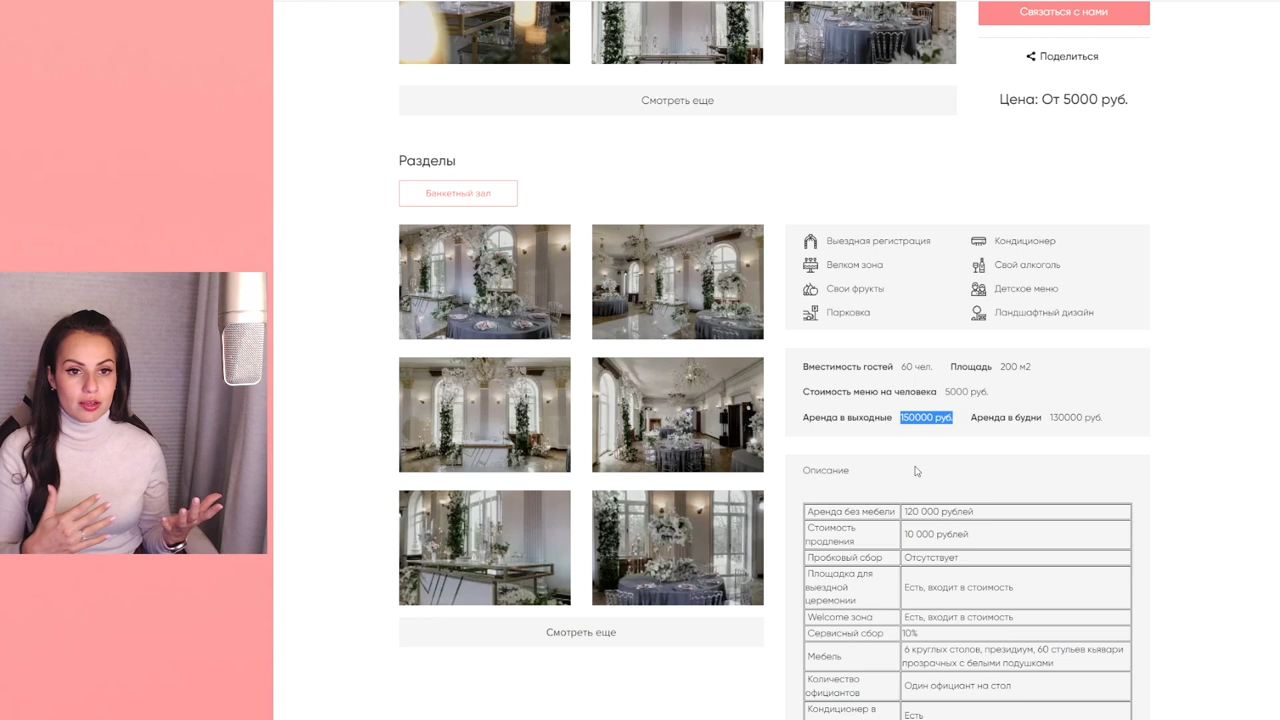 Связаться с нами
Поделиться
Смотреть еще
Цена: От 5000 руб.
Разделы
Банкетный зал
Выездная регистрация
Кондиционер
Велком зона
Свой алкоголь
Свои фрукты
Детское меню
Парковка
Ландшафтный дизайн
Вместимость гостей 60 чел. Площадь 200 м2
Стоимость меню на человека 5000 руб.
Аренда в выходные 150000 руб. Аренда в будни 130000 руб.
Описание
Аренда без мебели 120 000 рублей
Стоимость
продления
10 000 рублей
Пробковый сбор Отсутствует
Площадка для
выездной
церемонии
Есть, входит в стоимость
Welcome зона Есть, входит в стоимость
Сервисный сбор 10%
Мебель
6 круглых столов, президиум, 60 стульев кьявари
прозрачных с белыми подушками
Количество
официантов
Один официант на стол
Кондиционер в
Есть
Смотреть еще